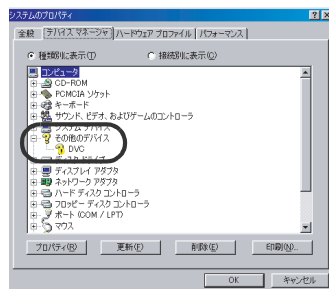 システムのプロパティ
全般 デバイス マネージャ ハードウェア プロファイル パフォーマンス
種類別に表示(T) 接続別に表示(C)
コンピュータ
CD-ROM
PCMCIA ソケット
キーボード
サウンド、ビデオ、およびゲームのコントローラ
システム デバイス
その他のデバイス
DVC
ディスク ドライブ
ディスプレイ アダプタ
ネットワーク アダプタ
ハード ディスク コントローラ
フロッピー ディスク コントローラ
ポート (COM / LPT)
マウス
プロパティ(R) 更新(F) 削除(E) 印刷(N)...
OK キャンセル